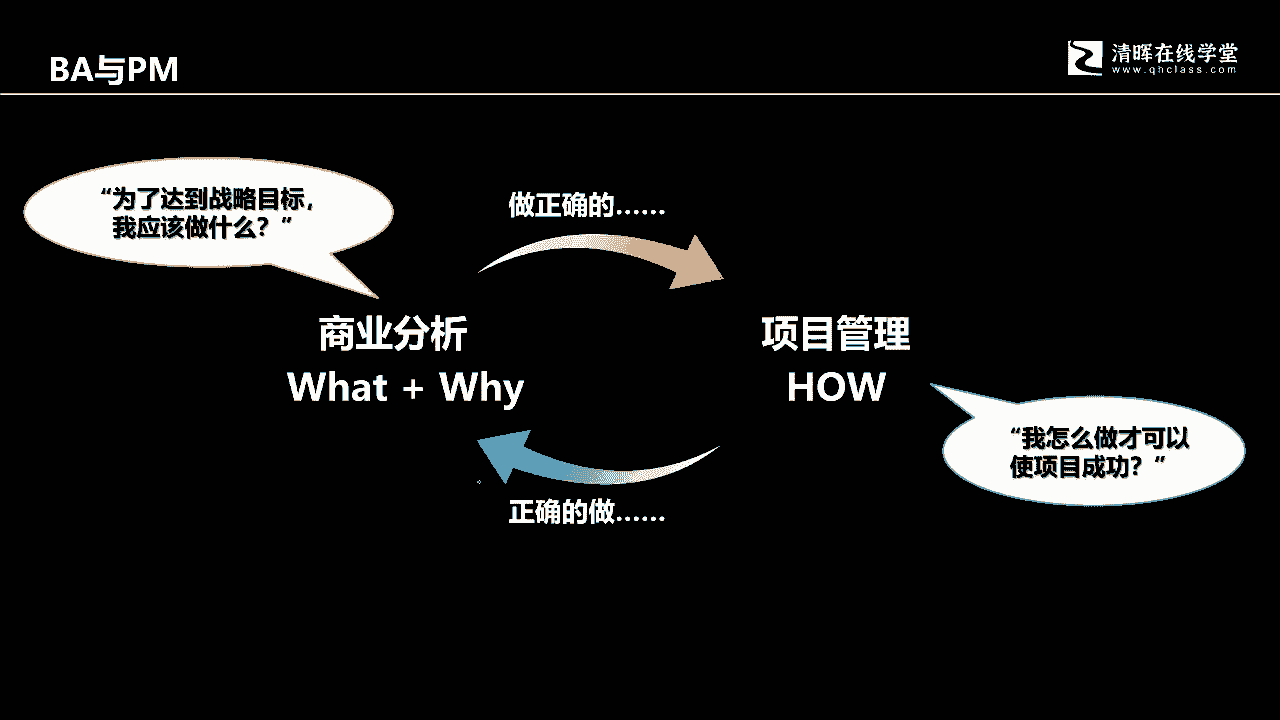 BA与PM
清晖在线学堂
www.qhclass.com
“为了达到战略目标，
我应该做什么？”
做正确的……
商业分析
What + Why
项目管理
HOW
“我怎么做才可以
使项目成功？”
正确的做……